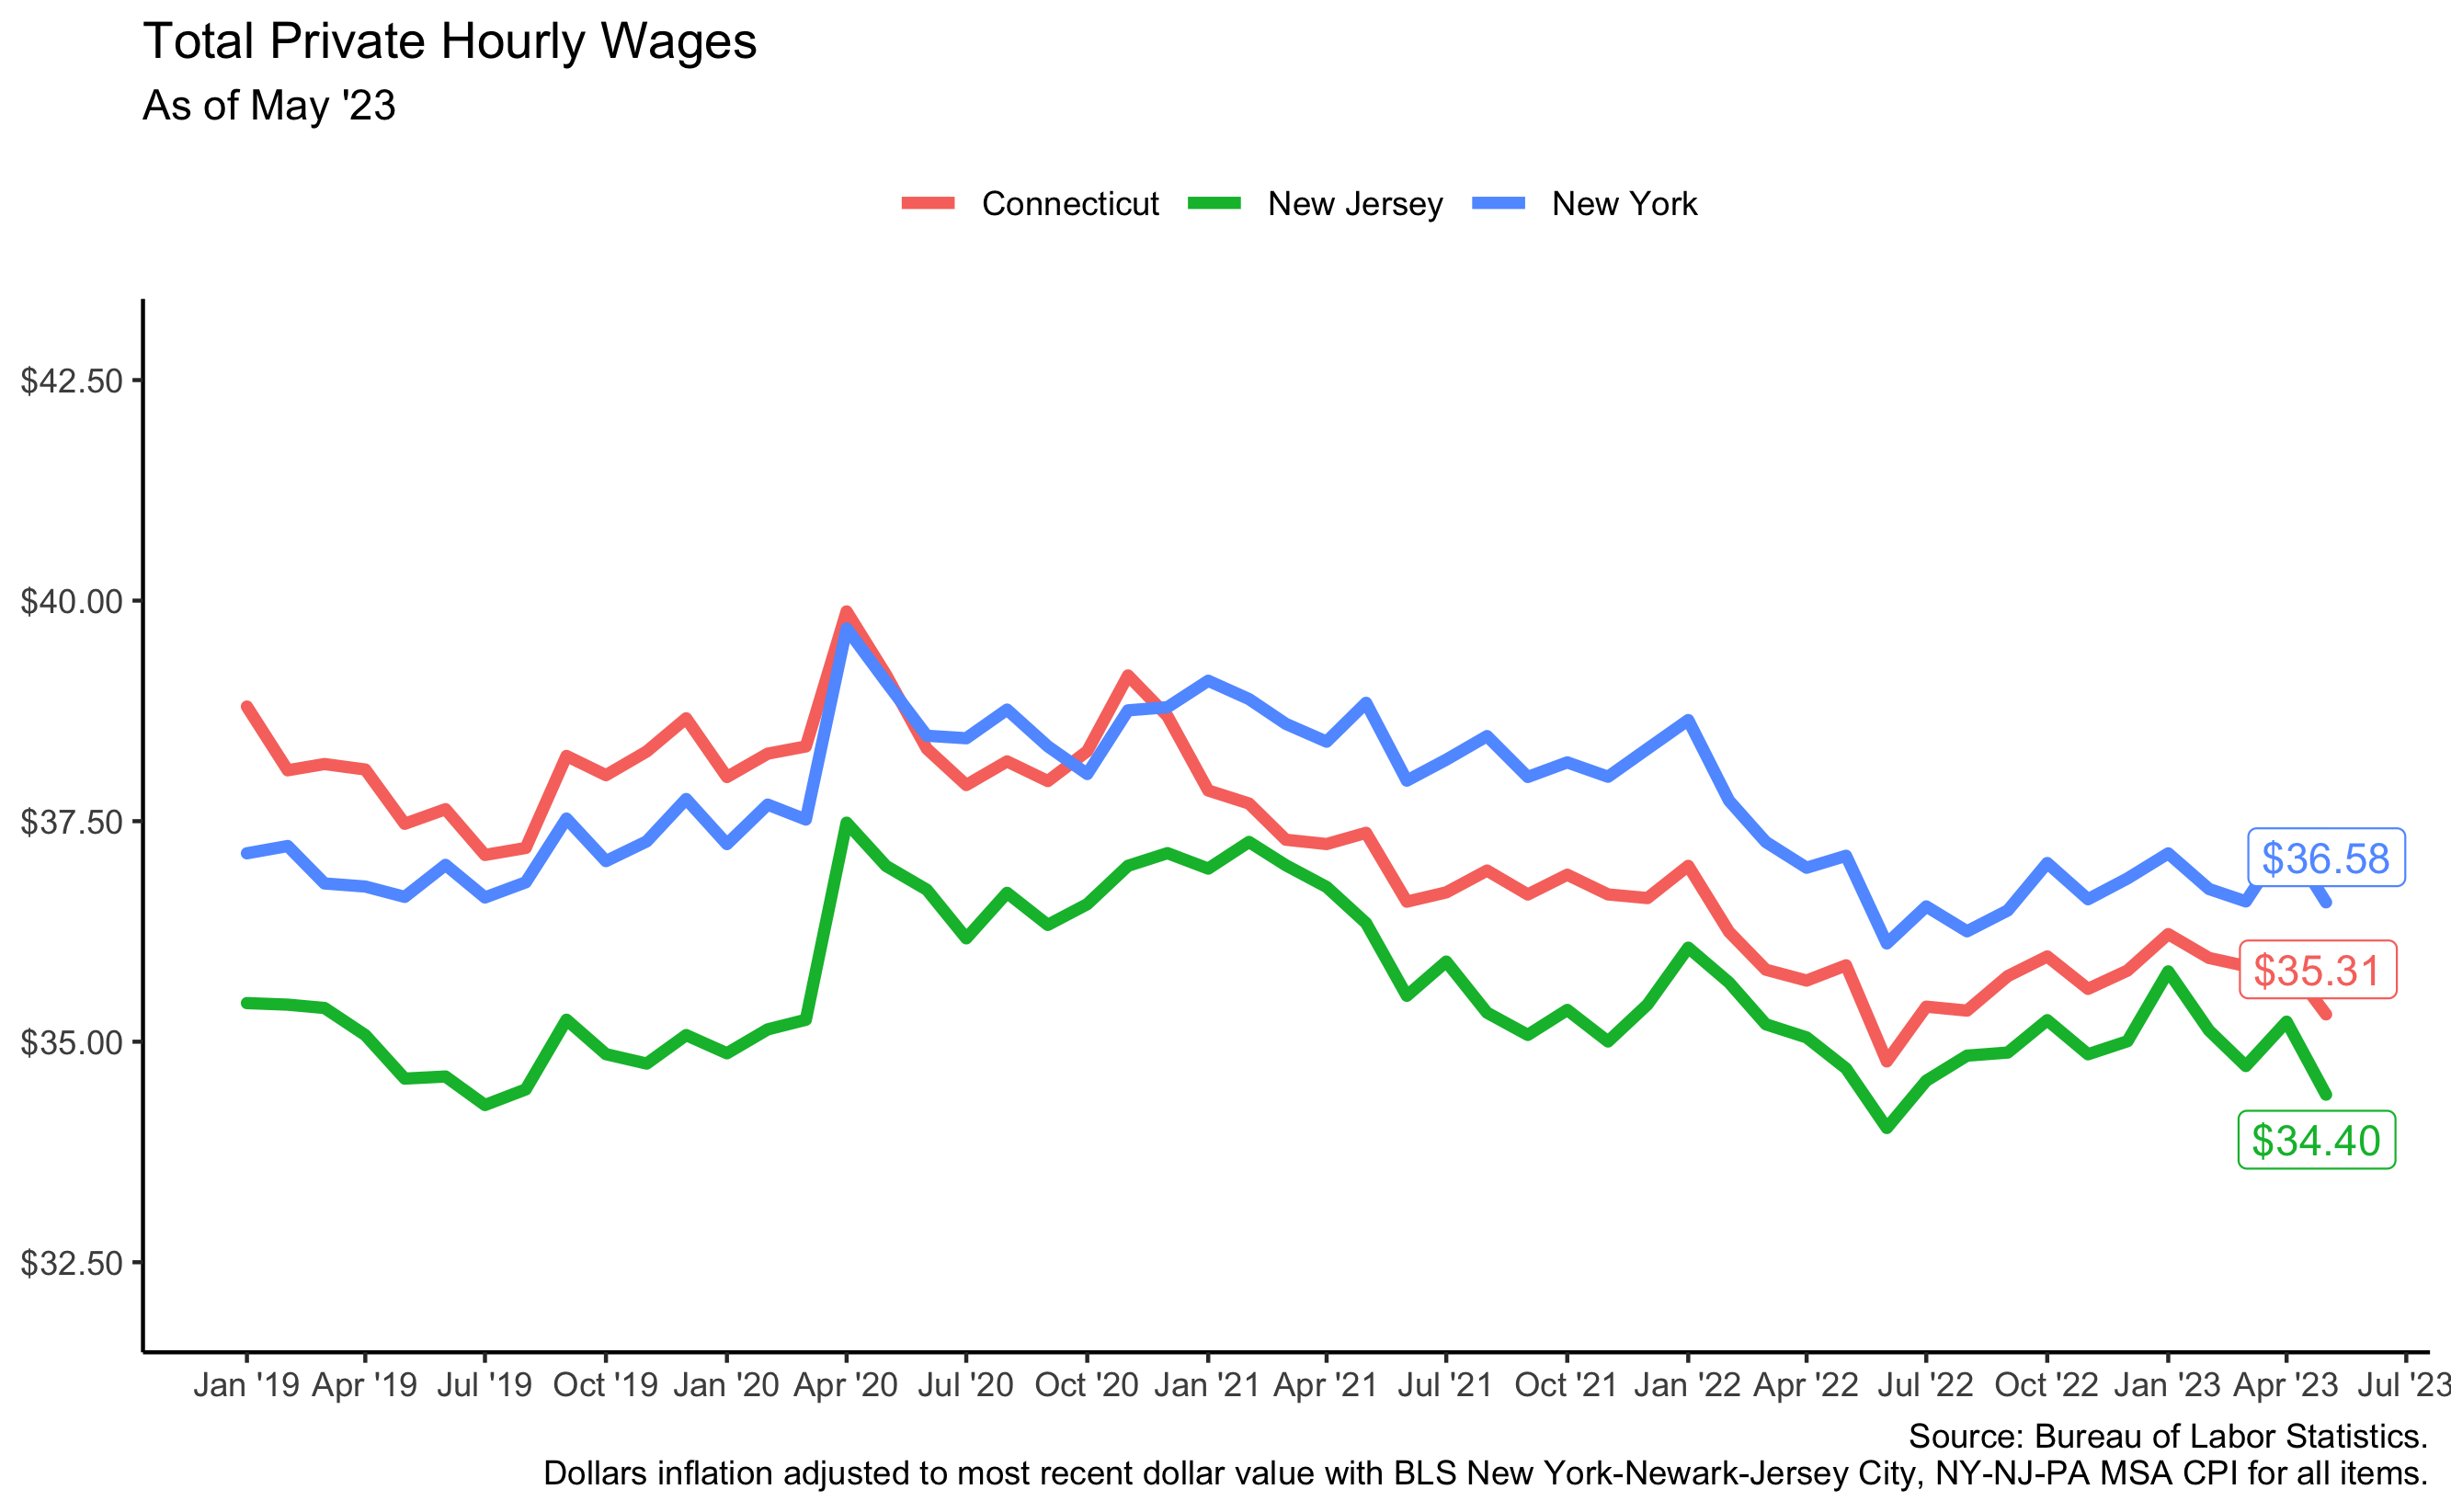 Total Private Hourly Wages
As of May '23
Connecticut New Jersey New York
$42.50
$40.00
$37.50
$35.00
$32.50
$36.58
$35.31
$34.40
Jan '19 Apr '19 Jul '19 Oct '19 Jan '20 Apr '20 Jul '20 Oct '20 Jan '21 Apr '21 Jul '21 Oct '21 Jan '22 Apr '22 Jul '22 Oct '22 Jan '23 Apr '23 Jul '23
Source: Bureau of Labor Statistics.
Dollars inflation adjusted to most recent dollar value with BLS New York-Newark-Jersey City, NY-NJ-PA MSA CPI for all items.